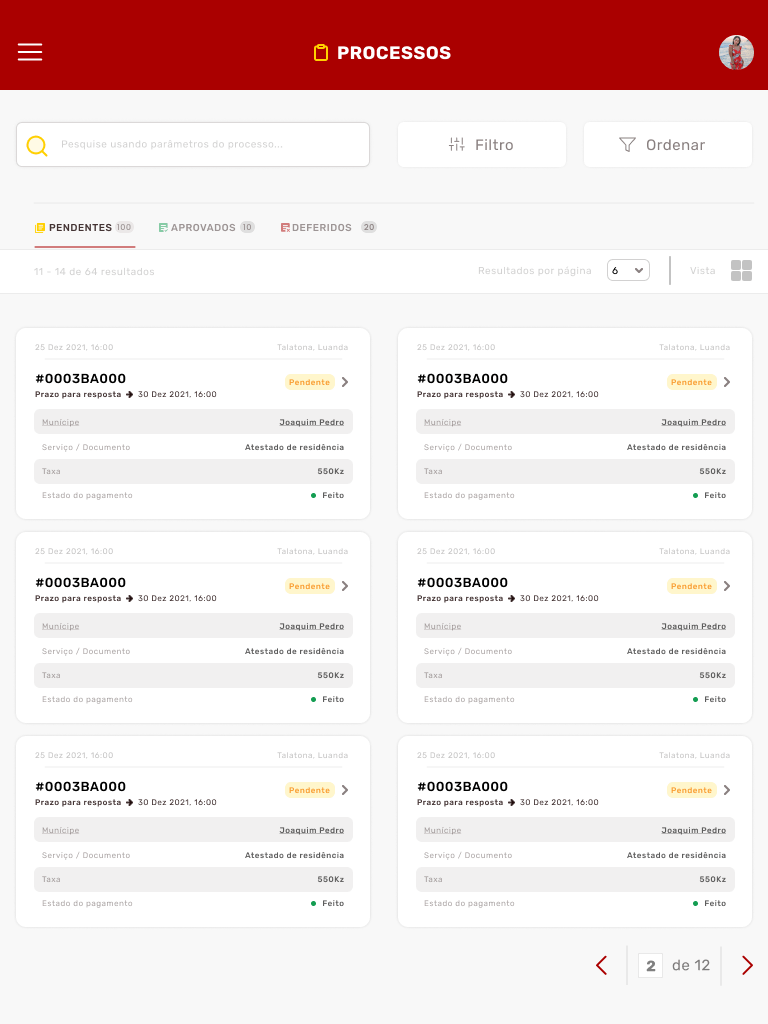 PROCESSOS
Pesquise usando parâmetros do processo...
Filtro
Ordenar
PENDENTES 100
APROVADOS 10
DEFERIDOS 20
11 - 14 de 64 resultados
Resultados por página
6
Vista
25 Dez 2021, 16:00 Talatona, Luanda
#0003BA000 Pendente
Prazo para resposta → 30 Dez 2021, 16:00
Munícipe Joaquim Pedro
Serviço / Documento Atestado de residência
Taxa 550Kz
Estado do pagamento Feito
25 Dez 2021, 16:00 Talatona, Luanda
#0003BA000 Pendente
Prazo para resposta → 30 Dez 2021, 16:00
Munícipe Joaquim Pedro
Serviço / Documento Atestado de residência
Taxa 550Kz
Estado do pagamento Feito
25 Dez 2021, 16:00 Talatona, Luanda
#0003BA000 Pendente
Prazo para resposta → 30 Dez 2021, 16:00
Munícipe Joaquim Pedro
Serviço / Documento Atestado de residência
Taxa 550Kz
Estado do pagamento Feito
25 Dez 2021, 16:00 Talatona, Luanda
#0003BA000 Pendente
Prazo para resposta → 30 Dez 2021, 16:00
Munícipe Joaquim Pedro
Serviço / Documento Atestado de residência
Taxa 550Kz
Estado do pagamento Feito
25 Dez 2021, 16:00 Talatona, Luanda
#0003BA000 Pendente
Prazo para resposta → 30 Dez 2021, 16:00
Munícipe Joaquim Pedro
Serviço / Documento Atestado de residência
Taxa 550Kz
Estado do pagamento Feito
25 Dez 2021, 16:00 Talatona, Luanda
#0003BA000 Pendente
Prazo para resposta → 30 Dez 2021, 16:00
Munícipe Joaquim Pedro
Serviço / Documento Atestado de residência
Taxa 550Kz
Estado do pagamento Feito
2 de 12